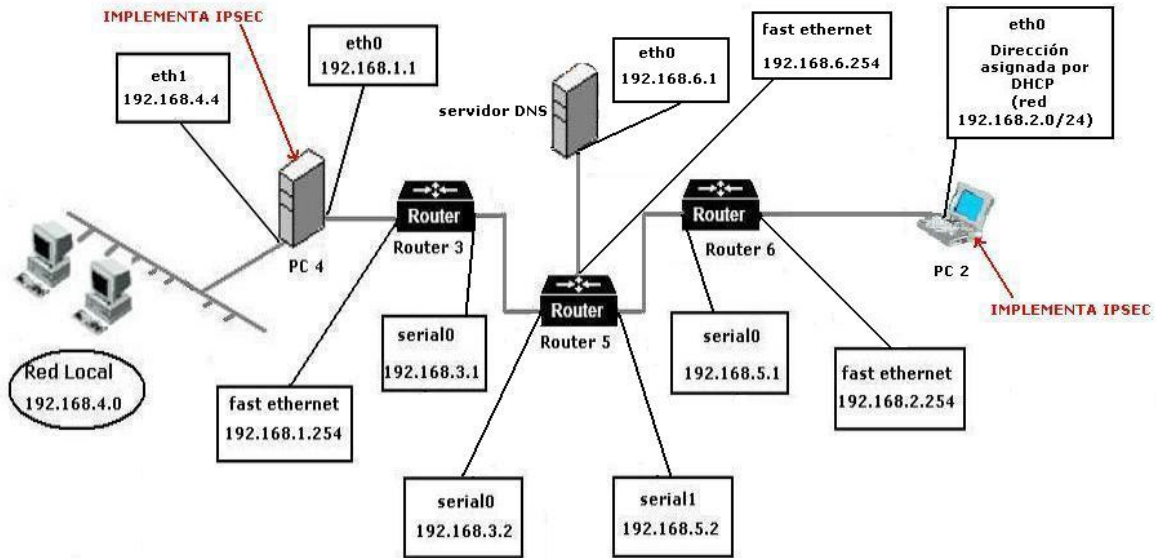 IMPLEMENTA IPSEC
eth1
192.168.4.4
eth0
192.168.1.1
servidor DNS
eth0
192.168.6.1
fast ethernet
192.168.6.254
eth0
Dirección
asignada por
DHCP
(red
192.168.2.0/24)
PC 4
Router
Router 3
Router
Router 5
Router
Router 6
PC 2
IMPLEMENTA IPSEC
Red Local
192.168.4.0
fast ethernet
192.168.1.254
serial0
192.168.3.1
serial0
192.168.3.2
serial1
192.168.5.2
serial0
192.168.5.1
fast ethernet
192.168.2.254